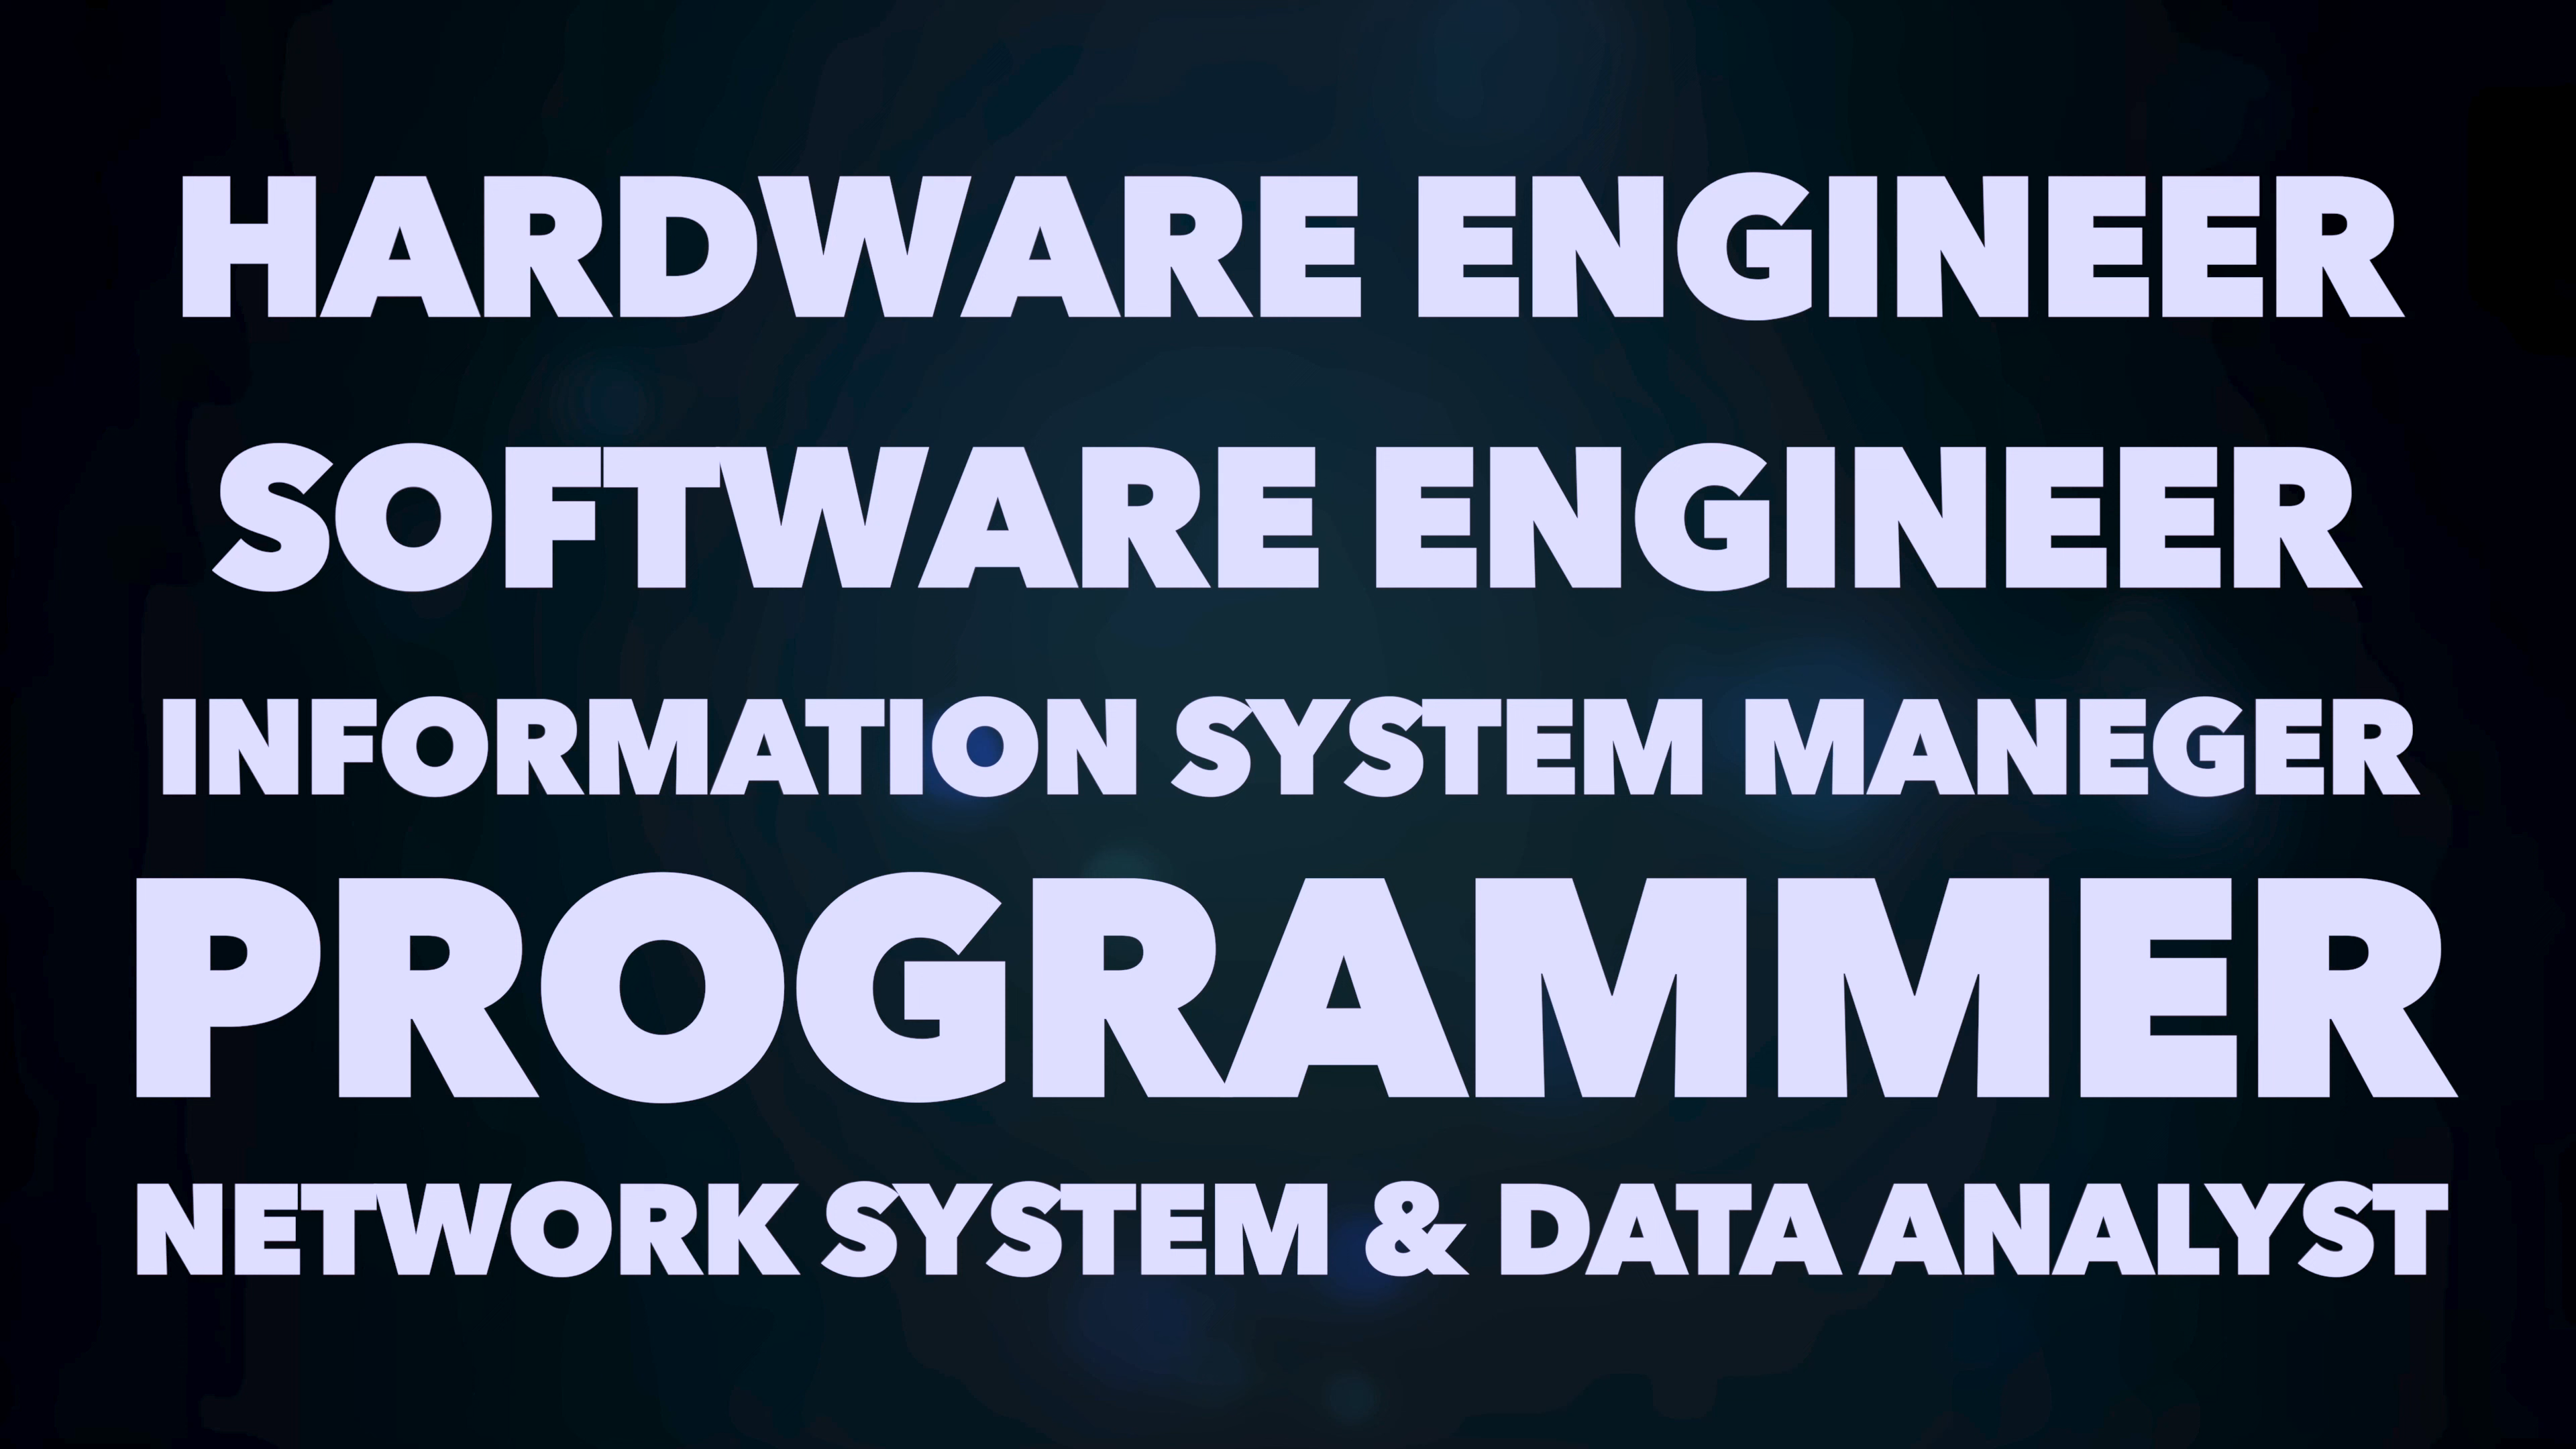 HARDWARE ENGINEER
SOFTWARE ENGINEER
INFORMATION SYSTEM MANEGER
PROGRAMMER
NETWORK SYSTEM & DATA ANALYST